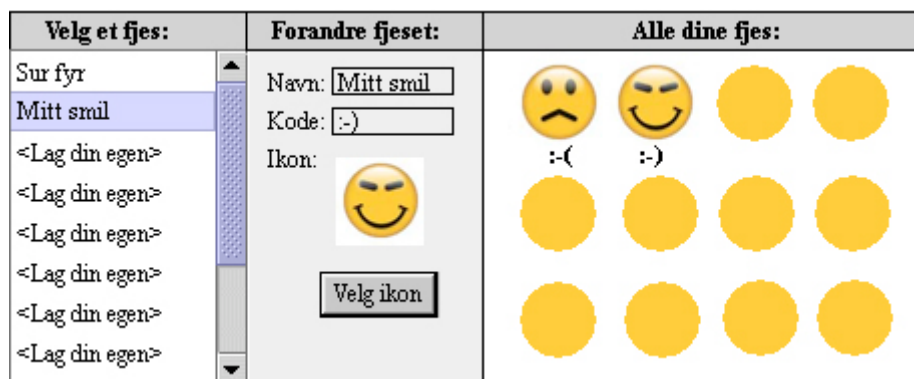 Velg et fjes:
Sur fyr
Mitt smil
<Lag din egen>
<Lag din egen>
<Lag din egen>
<Lag din egen>
<Lag din egen>
<Lag din egen>
Forandre fjeset:
Navn: Mitt smil
Kode: :-)
Ikon:
Velg ikon
Alle dine fjes:
:-( :-)